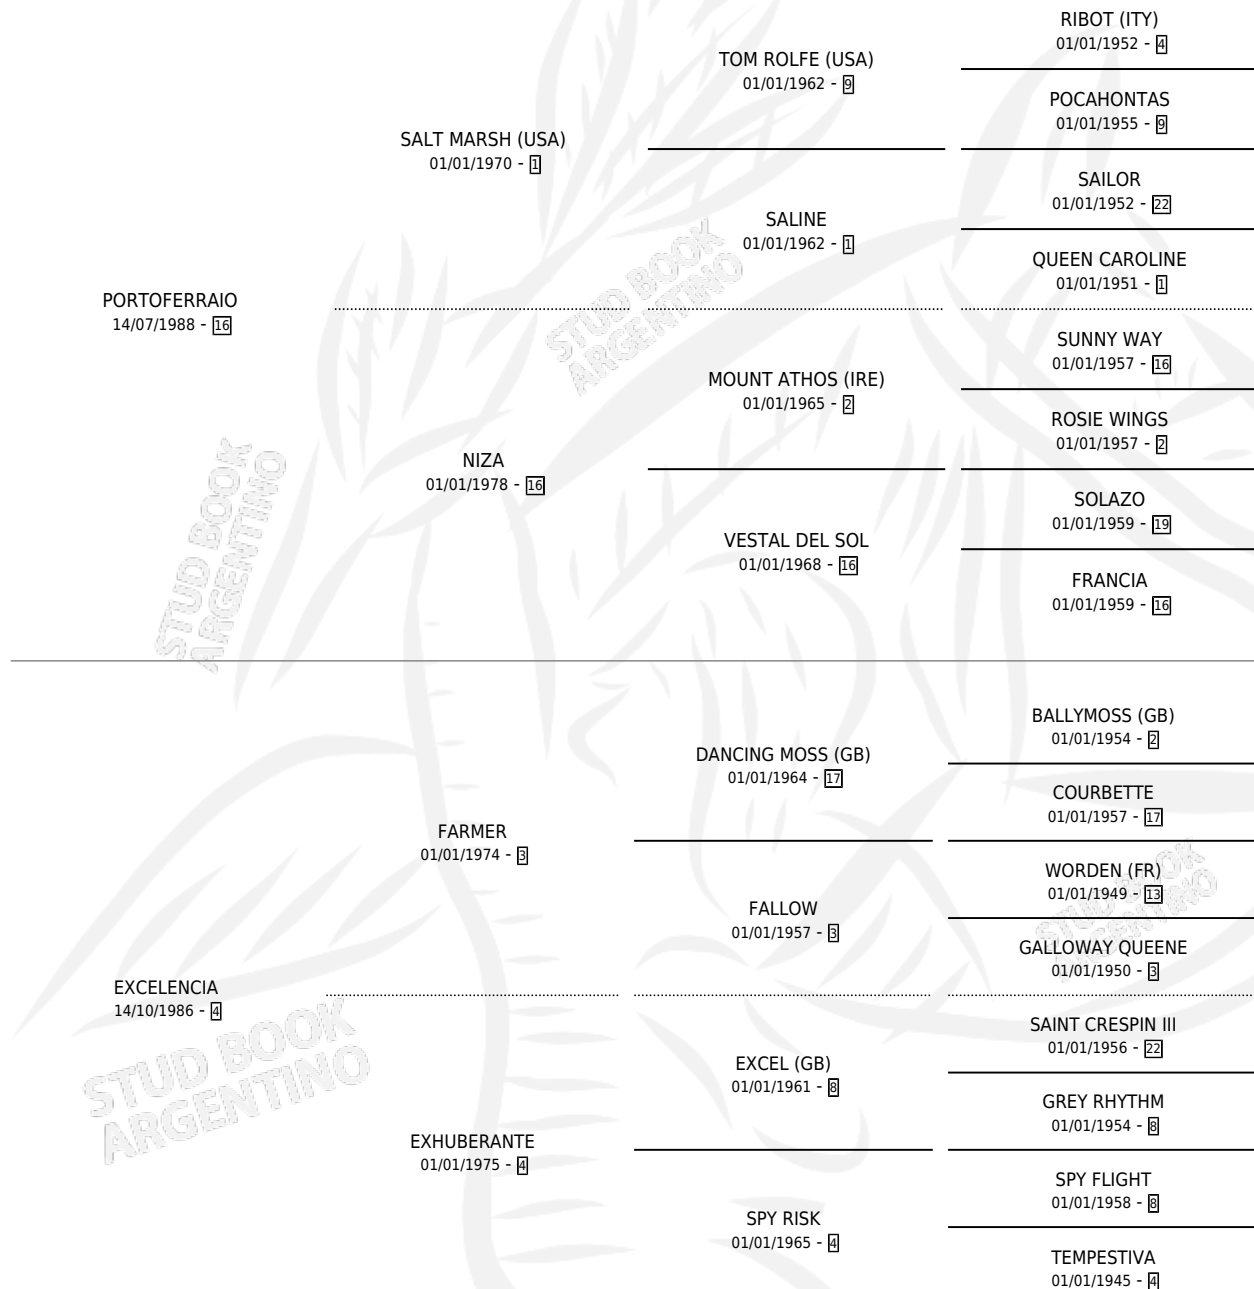 RIBOT (ITY)
01/01/1952 - 4
TOM ROLFE (USA)
01/01/1962 - 9
POCAHONTAS
01/01/1955 - 9
SALT MARSH (USA)
01/01/1970 - 1
SAILOR
01/01/1952 - 22
SALINE
01/01/1962 - 1
QUEEN CAROLINE
01/01/1951 - 1
PORTOFERRAIO
14/07/1988 - 16
SUNNY WAY
01/01/1957 - 16
MOUNT ATHOS (IRE)
01/01/1965 - 2
ROSIE WINGS
01/01/1957 - 2
NIZA
01/01/1978 - 16
SOLAZO
01/01/1959 - 19
VESTAL DEL SOL
01/01/1968 - 16
FRANCIA
01/01/1959 - 16
BALLYMOSS (GB)
01/01/1954 - 2
DANCING MOSS (GB)
01/01/1964 - 17
COURBETTE
01/01/1957 - 17
FARMER
01/01/1974 - 3
WORDEN (FR)
01/01/1949 - 13
FALLOW
01/01/1957 - 3
GALLOWAY QUEENE
01/01/1950 - 3
EXCELENCIA
14/10/1986 - 4
SAINT CRESPIN III
01/01/1956 - 22
EXCEL (GB)
01/01/1961 - 8
GREY RHYTHM
01/01/1954 - 8
EXHUBERANTE
01/01/1975 - 4
SPY FLIGHT
01/01/1958 - 8
SPY RISK
01/01/1965 - 4
TEMPESTIVA
01/01/1945 - 4
STUD BOOK
ARGENTINO
STUD BOOK
ARGENTINO
STUD BOOK
ARGENTINO
STUD BOOK
ARGENTINO